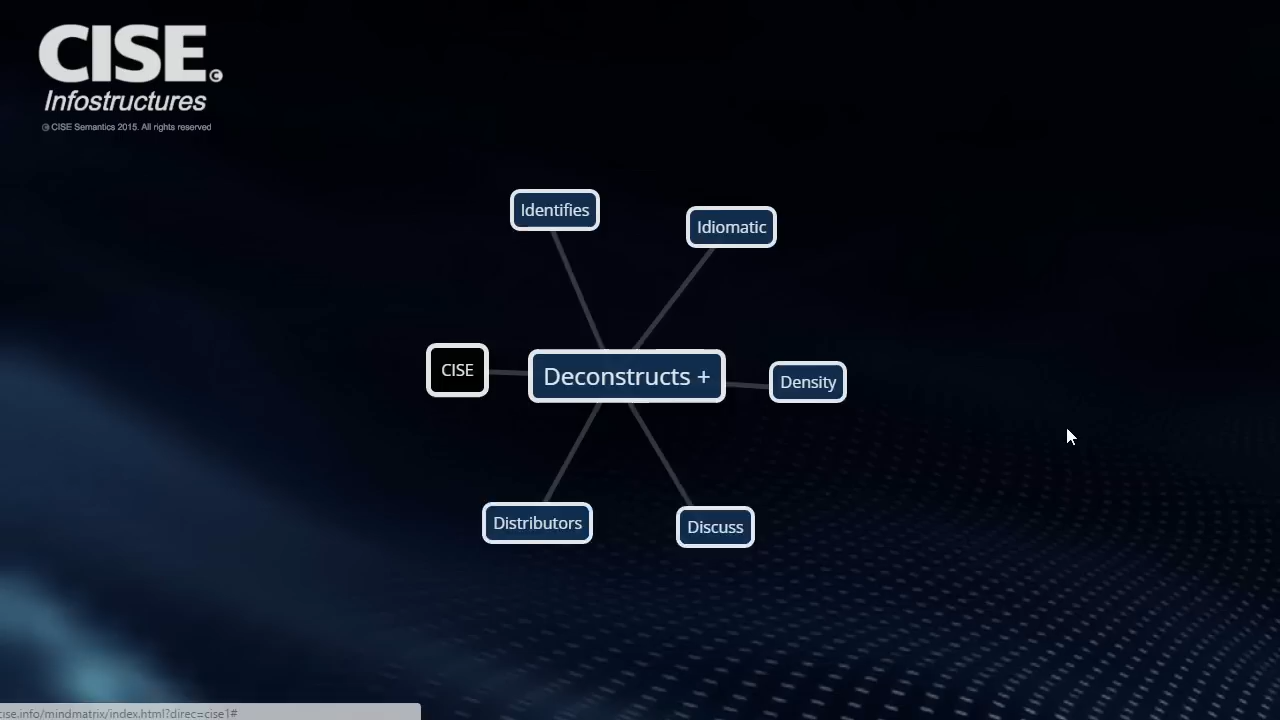 CISE©
Infostructures
© CISE Semantics 2015. All rights reserved
Identifies
Idiomatic
CISE
Deconstructs +
Density
Distributors
Discuss
cise.info/mindmatrix/index.html?direc=cise1#